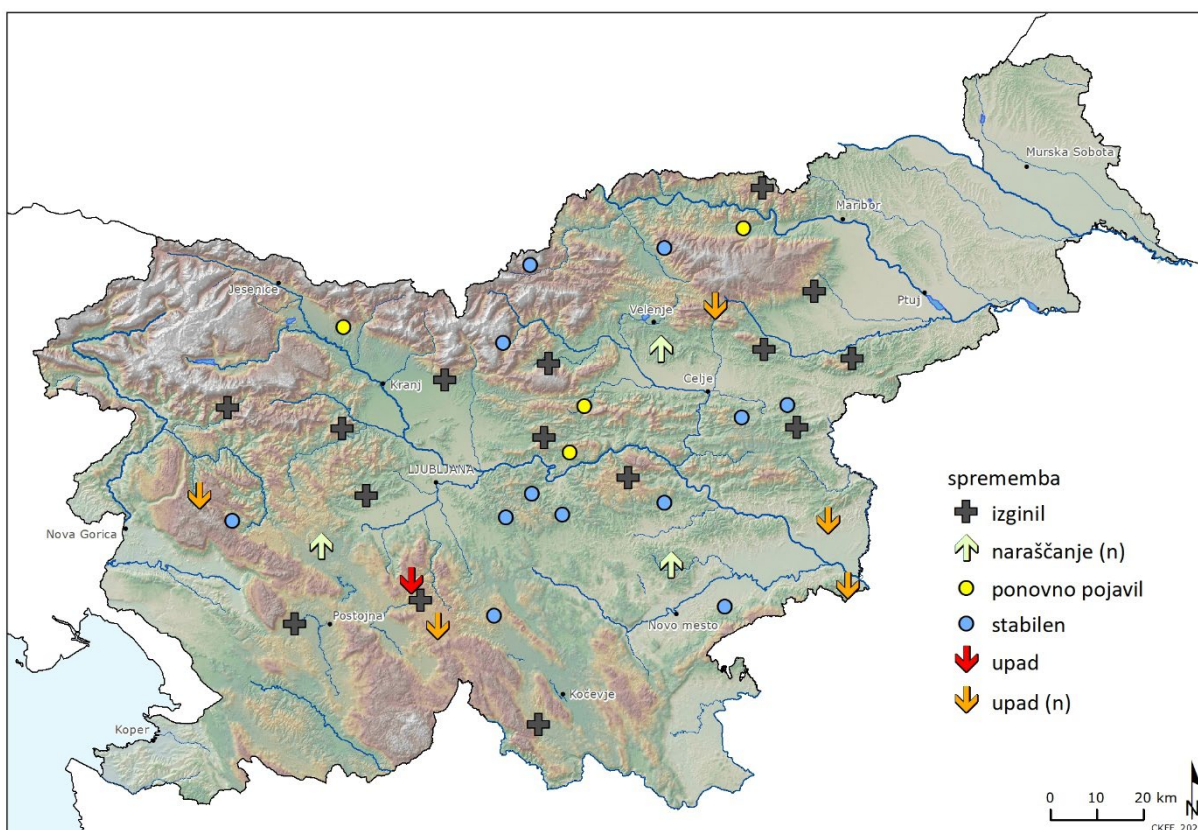 Murska Sobota
Maribor
Jesenice
Ptuj
Velenje
Kranj
Celje
LJUBLJANA
Nova Gorica
Postojna
Novo mesto
Kočevje
Koper
sprememba
izginil
naraščanje (n)
ponovno pojavil
stabilen
upad
upad (n)
0 10 20 km
N